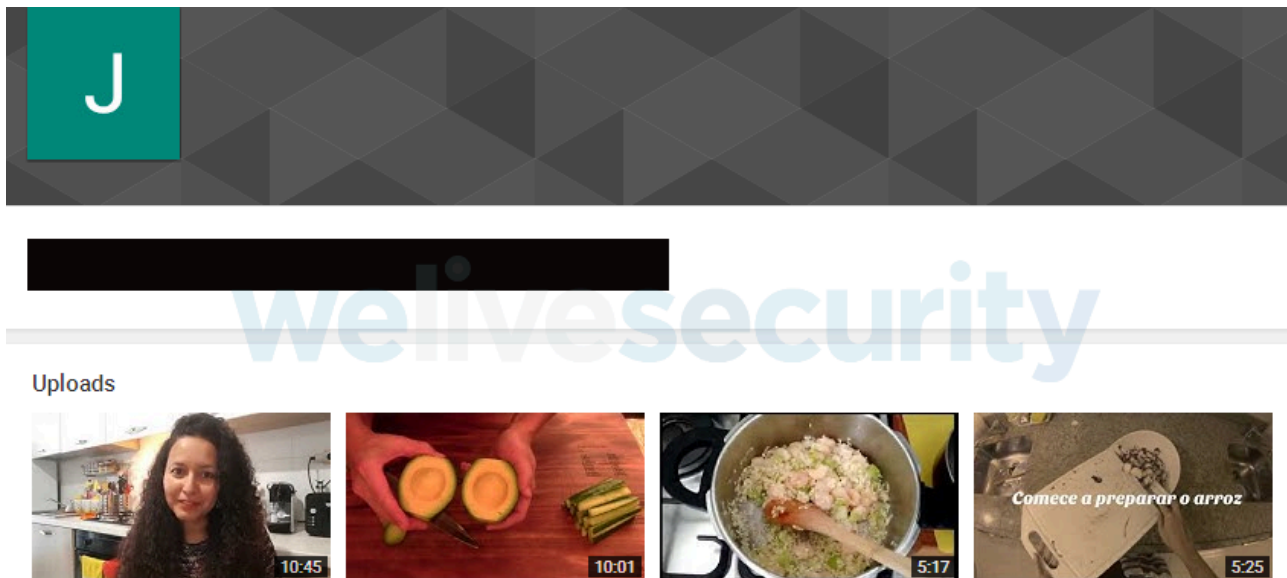 J
welivesecurity
Uploads
Comece a preparar o arroz
10:45
10:01
5:17
5:25